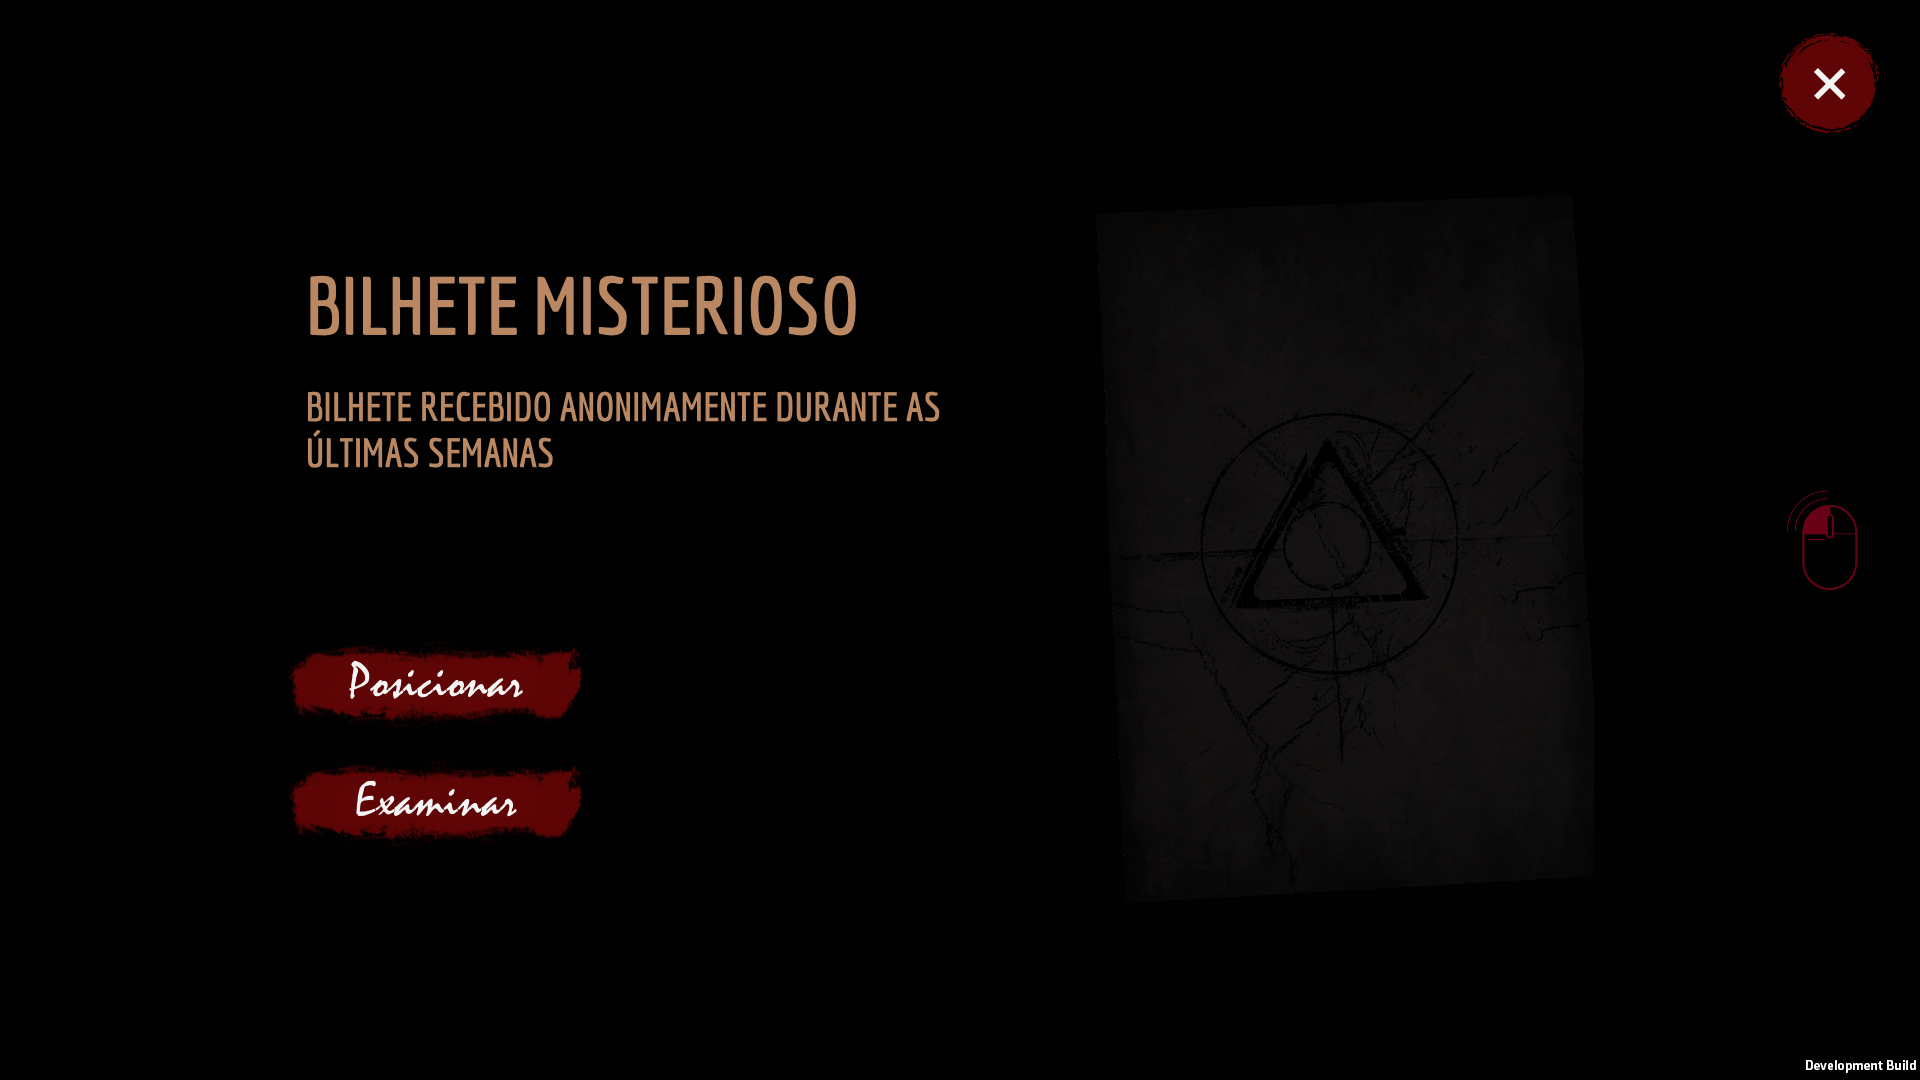 BILHETE MISTERIOSO
BILHETE RECEBIDO ANONIMAMENTE DURANTE AS
ÚLTIMAS SEMANAS
Posicionar
Examinar
Development Build